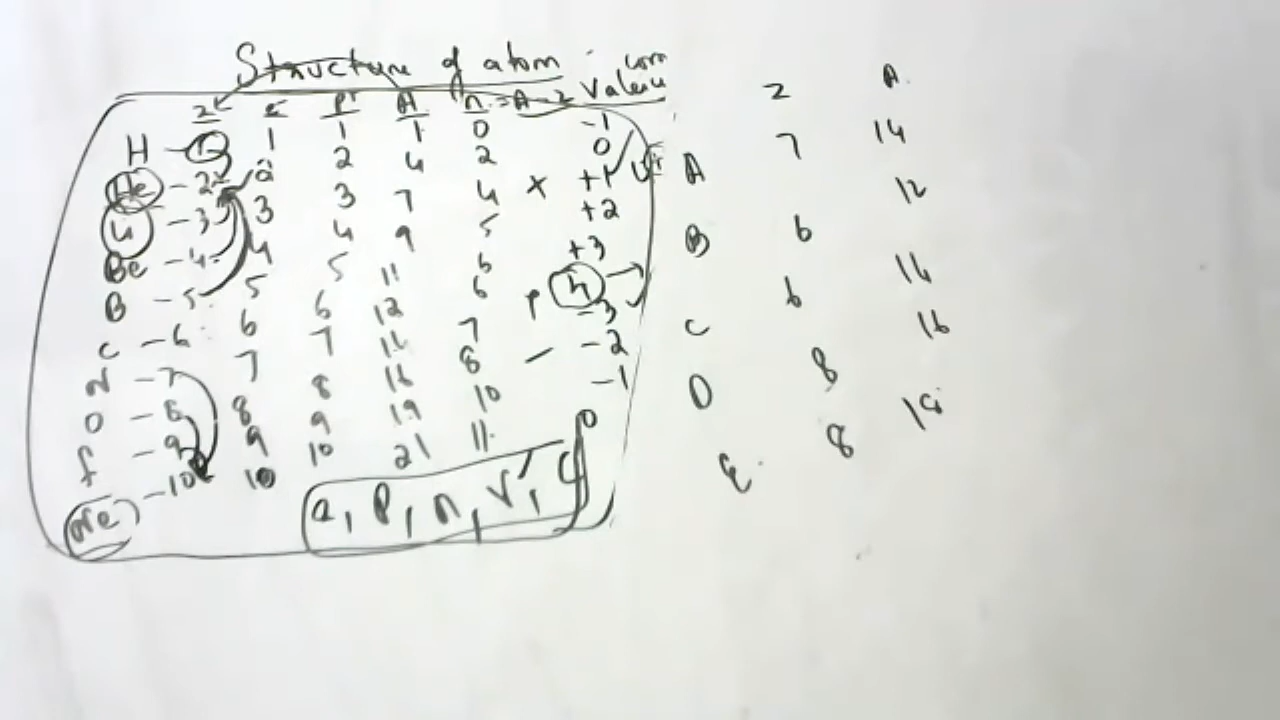 Structure of atom
Z e⁻ P⁺ A n = A - Z Valency
H - 1 1 1 1 0 -1
He - 2 2 2 4 2 0
Li - 3 3 3 7 4 x +1
Be - 4 4 4 9 5 +2
B - 5 5 5 11 6 +3
C - 6 6 6 12 6 4
N - 7 7 7 14 7 -3
O - 8 8 8 16 8 - -2
F - 9 9 9 19 10 -1
Ne - 10 10 10 21 11 0
e, P, n, V,
Z A
A 7 14
B 6 12
C 6 14
D 8 16
E 8 18